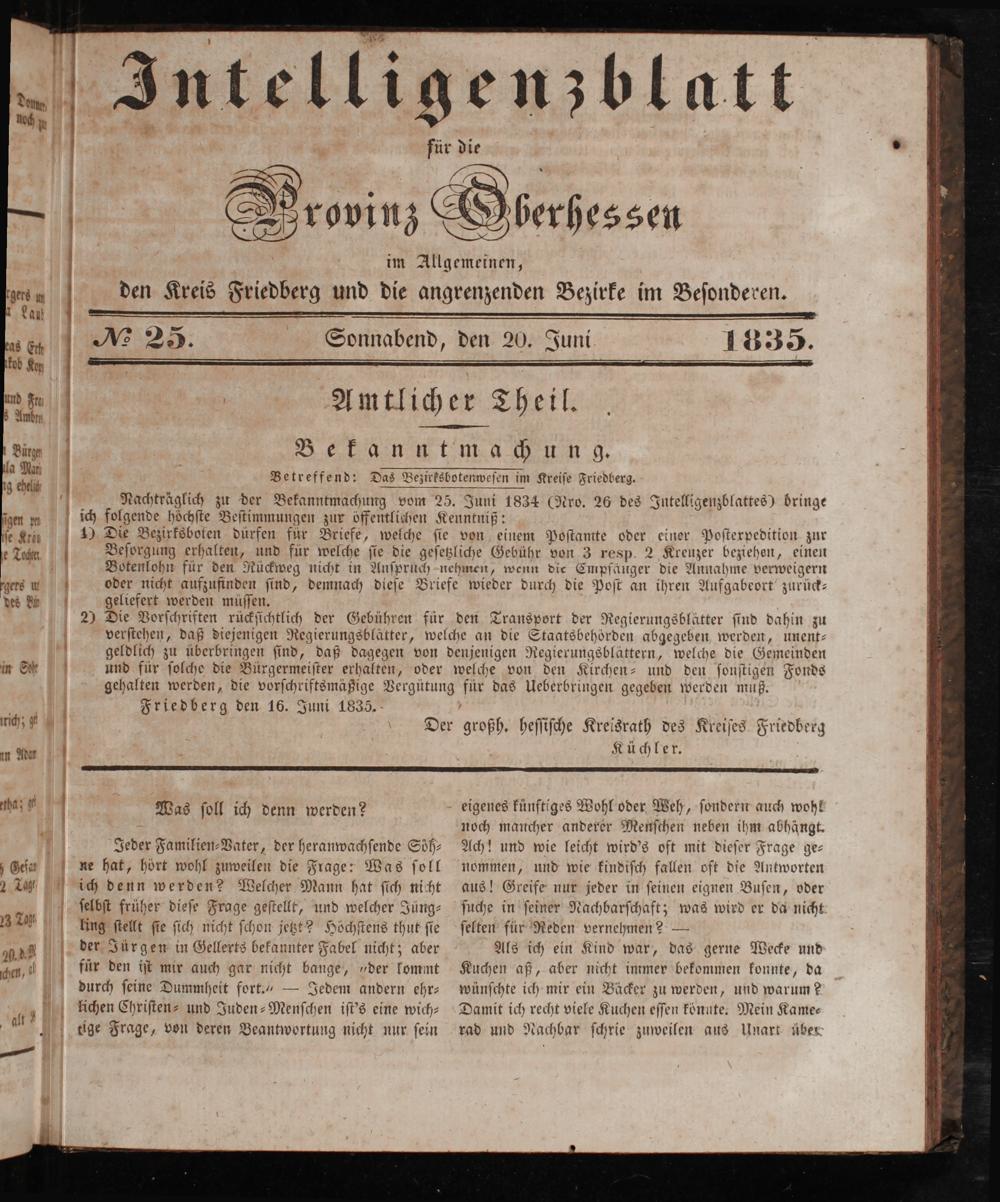 Intelligenzblatt
für die
Provinz Oberhessen
im Allgemeinen,
den Kreis Friedberg und die angrenzenden Bezirke im Besonderen.
№ 25. Sonnabend, den 20. Juni 1835.
Amtlicher Theil.
Bekanntmachung.
Betreffend: Das Bezirksbotenwesen im Kreise Friedberg.
Nachträglich zu der Bekanntmachung vom 25. Juni 1834 (Nro. 26 des Intelligenzblattes) bringe
ich folgende höchste Bestimmungen zur öffentlichen Kenntniß:
1) Die Bezirksboten dürfen für Briefe, welche sie von einem Postamte oder einer Postexpedition zur
Besorgung erhalten, und für welche sie die gesetzliche Gebühr von 3 resp. 2 Kreuzer beziehen, einen
Botenlohn für den Rückweg nicht in Anspruch nehmen, wenn die Empfänger die Annahme verweigern
oder nicht aufzufinden sind, demnach diese Briefe wieder durch die Post an ihren Aufgabeort zurück-
geliefert werden müssen.
2) Die Vorschriften rücksichtlich der Gebühren für den Transport der Regierungsblätter sind dahin zu
verstehen, daß diejenigen Regierungsblätter, welche an die Staatsbehörden abgegeben werden, unent-
geldlich zu überbringen sind, daß dagegen von denjenigen Regierungsblättern, welche die Gemeinden
und für solche die Bürgermeister erhalten, oder welche von den Kirchen- und den sonstigen Fonds
gehalten werden, die vorschriftsmäßige Vergütung für das Ueberbringen gegeben werden muß.
Friedberg den 16. Juni 1835.
Der großh. hessische Kreisrath des Kreises Friedberg
Küchler.
Was soll ich denn werden?
Jeder Familien-Vater, der heranwachsende Söh-
ne hat, hört wohl zuweilen die Frage: Was soll
ich denn werden? Welcher Mann hat sich nicht
selbst früher diese Frage gestellt, und welcher Jüng-
ling stellt sie sich nicht schon jetzt? Höchstens thut sie
der Jürgen in Gellerts bekannter Fabel nicht; aber
für den ist mir auch gar nicht bange, „der kommt
durch seine Dummheit fort.“ — Jedem andern ehr-
lichen Christen- und Juden-Menschen ist's eine wich-
tige Frage, von deren Beantwortung nicht nur sein
eigenes künftiges Wohl oder Weh, sondern auch wohl
noch mancher anderer Menschen neben ihm abhängt.
Ach! und wie leicht wird's oft mit dieser Frage ge-
nommen, und wie kindisch fallen oft die Antworten
aus! Greife nur jeder in seinen eignen Busen, oder
suche in seiner Nachbarschaft; was wird er da nicht
selten für Reden vernehmen? —
Als ich ein Kind war, das gerne Wecke und
Kuchen aß, aber nicht immer bekommen konnte, da
wünschte ich mir ein Bäcker zu werden, und warum?
Damit ich recht viele Kuchen essen könnte. Mein Kame-
rad und Nachbar schrie zuweilen aus Unart über